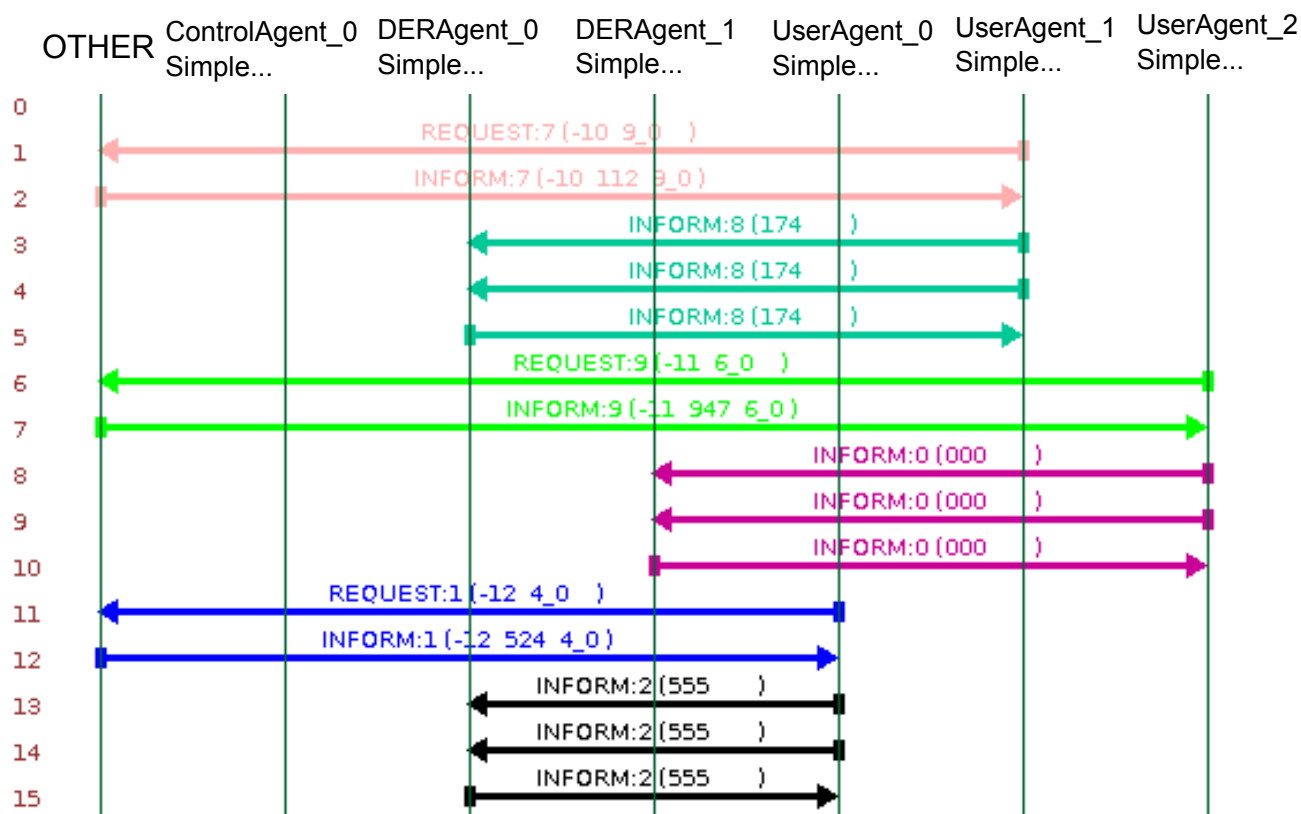 OTHER ControlAgent_0 DERAgent_0 DERAgent_1 UserAgent_0 UserAgent_1 UserAgent_2
Simple... Simple... Simple... Simple... Simple... Simple...
0
REQUEST:7 (-10 9_0 )
1
INFORM:7 (-10 112 9_0 )
2
INFORM:8 (174 )
3
INFORM:8 (174 )
4
INFORM:8 (174 )
5
REQUEST:9 (-11 6_0 )
6
INFORM:9 (-11 947 6_0 )
7
INFORM:0 (000 )
8
INFORM:0 (000 )
9
INFORM:0 (000 )
10
REQUEST:1 (-12 4_0 )
11
INFORM:1 (-12 524 4_0 )
12
INFORM:2 (555 )
13
INFORM:2 (555 )
14
INFORM:2 (555 )
15